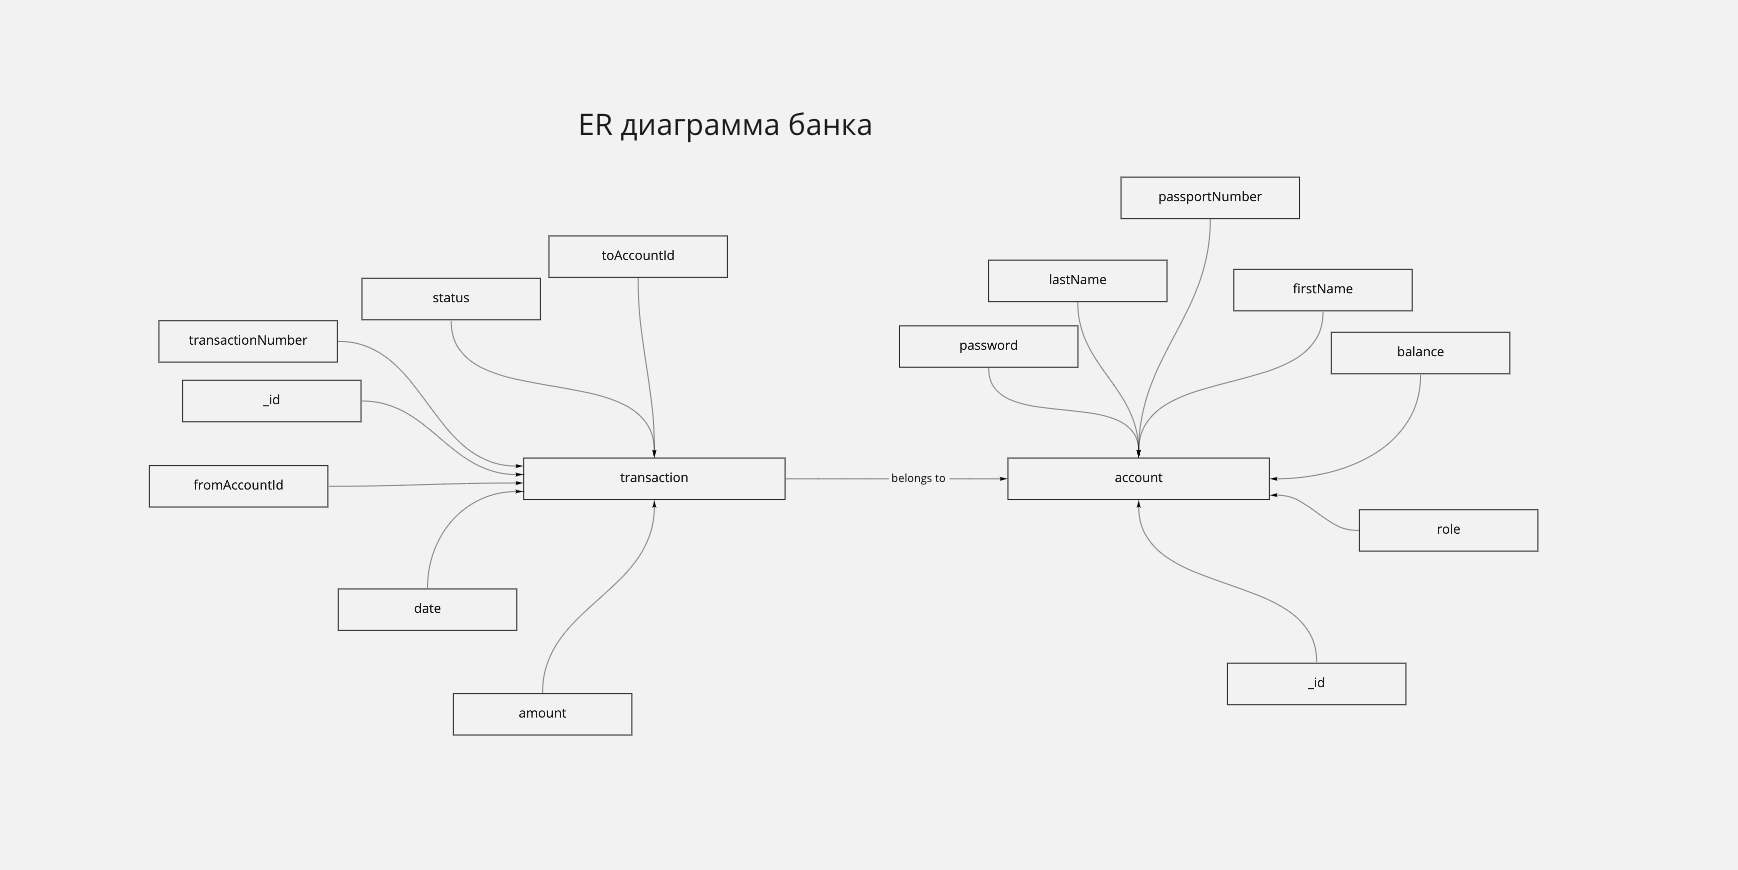 ER диаграмма банка
passportNumber
toAccountId
lastName
firstName
status
transactionNumber
password
balance
_id
transaction
belongs to
account
fromAccountId
role
date
_id
amount